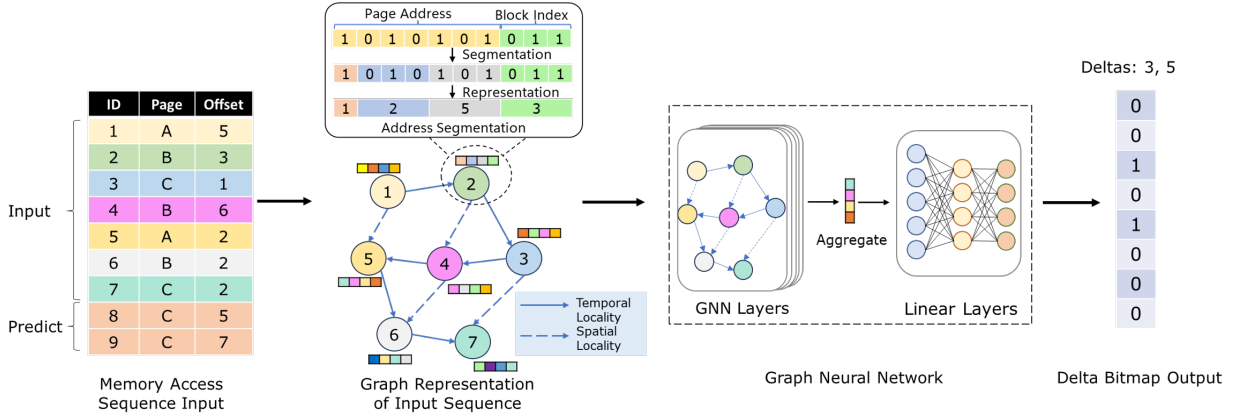 Page Address Block Index
1 0 1 0 1 0 1 0 1 1
Segmentation
1 0 1 0 1 0 1 0 1 1
Representation
1 2 5 3
Address Segmentation
ID Page Offset
1 A 5
2 B 3
3 C 1
4 B 6
5 A 2
6 B 2
7 C 2
8 C 5
9 C 7
Input
Predict
Memory Access
Sequence Input
1
2
5
4
3
6
7
Temporal
Locality
Spatial
Locality
Graph Representation
of Input Sequence
GNN Layers
Aggregate
Linear Layers
Graph Neural Network
Deltas: 3, 5
0
0
1
0
1
0
0
0
Delta Bitmap Output